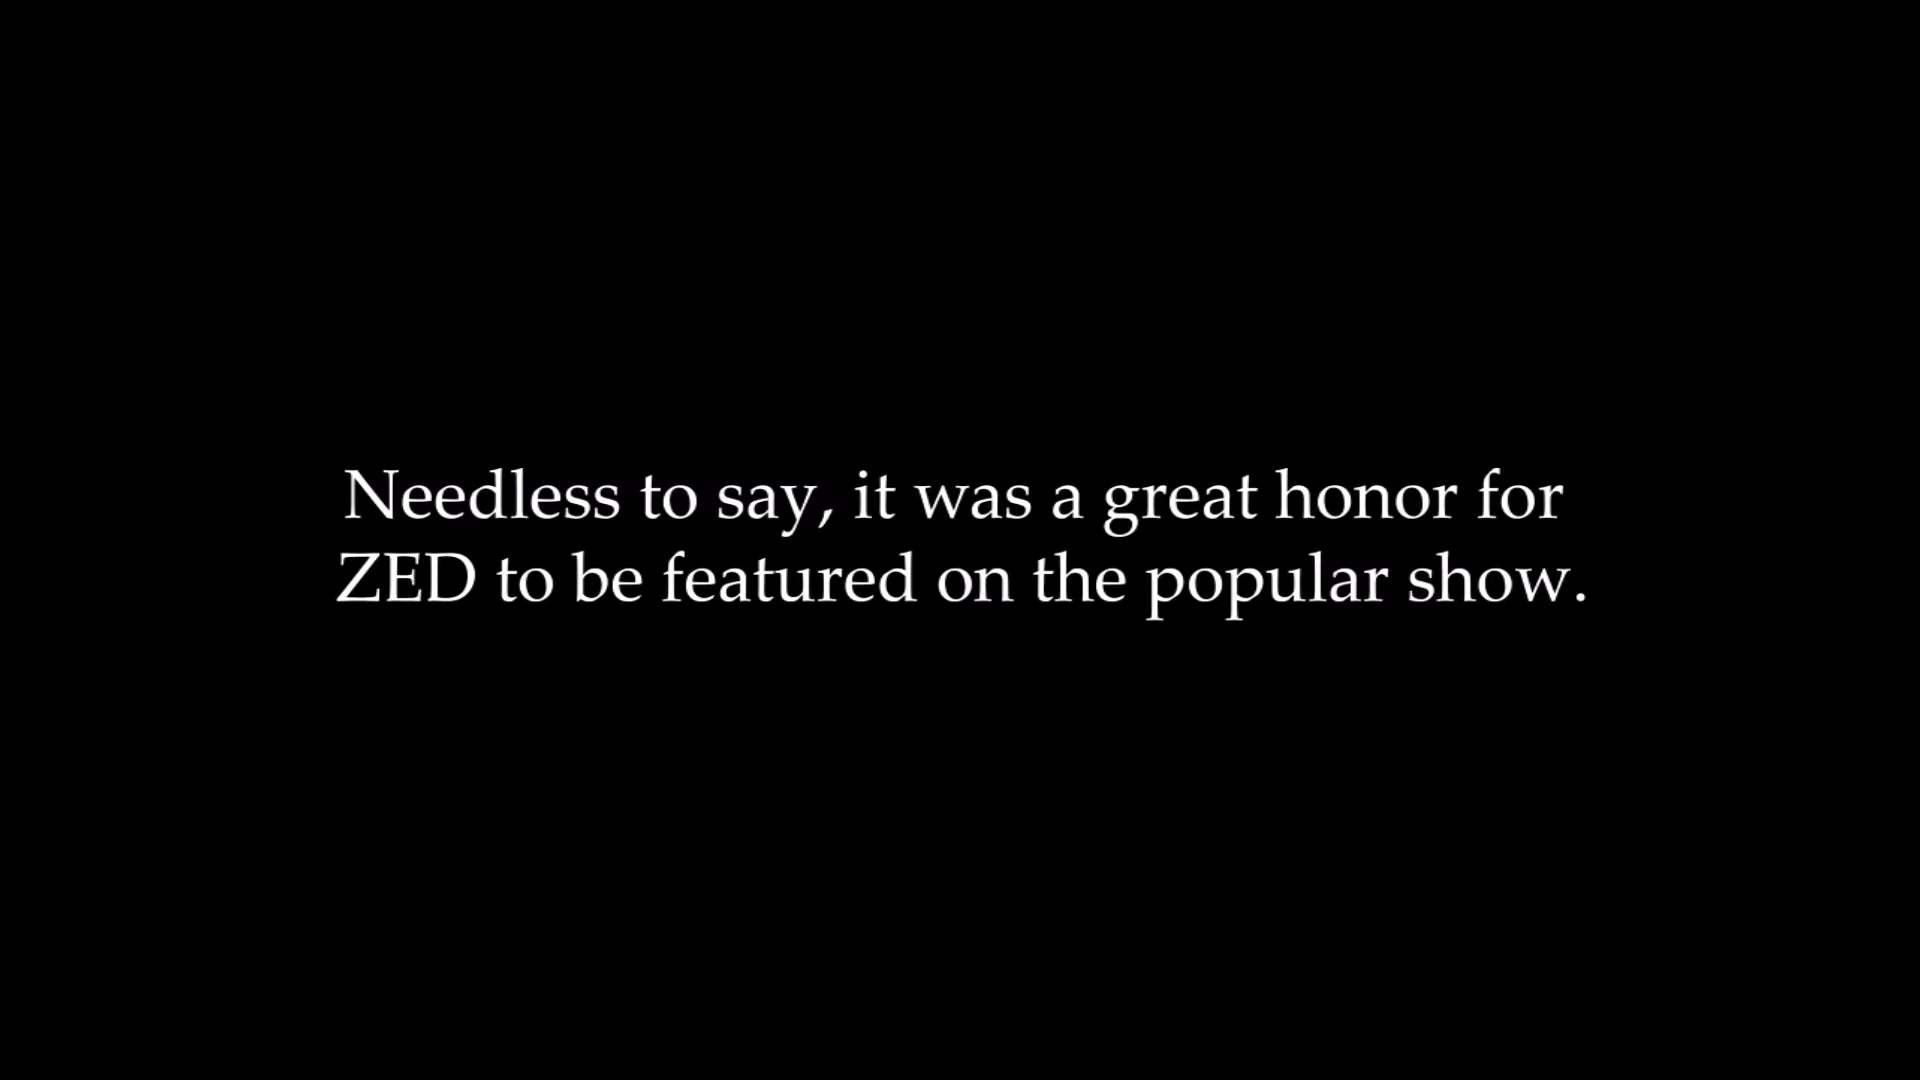 Needless to say, it was a great honor for
ZED to be featured on the popular show.